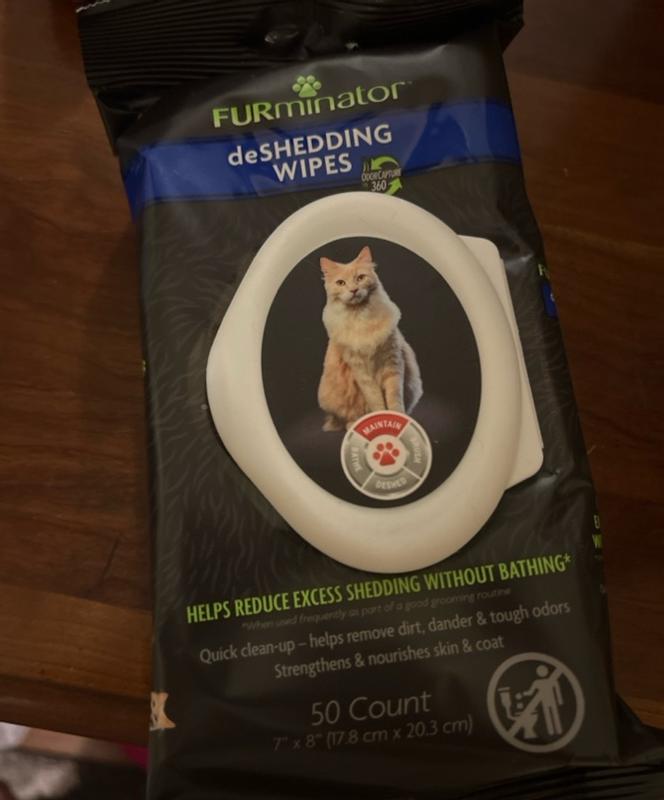 FURminator
deSHEDDING
WIPES
ODORCAPTURE
360
MAINTAIN
BRUSH
DESHED
BATHE
HELPS REDUCE EXCESS SHEDDING WITHOUT BATHING*
*When used frequently as part of a good grooming routine
Quick clean-up – helps remove dirt, dander & tough odors
Strengthens & nourishes skin & coat
50 Count
7" x 8" (17.8 cm x 20.3 cm)